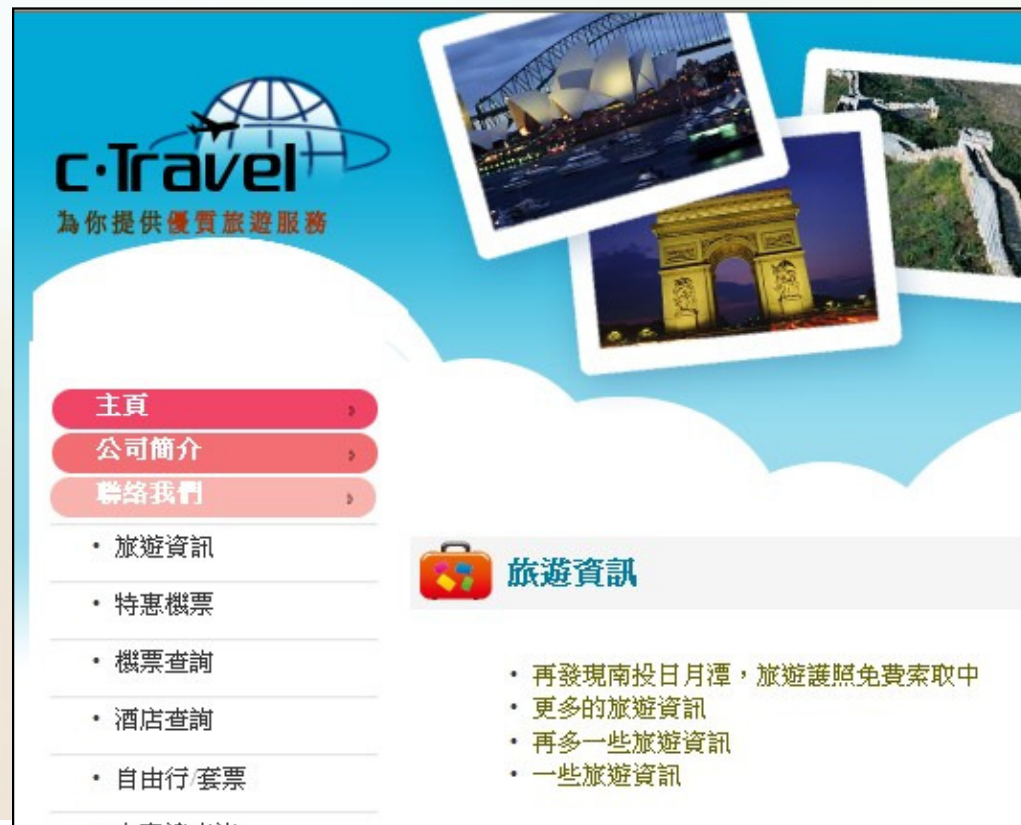 c·Travel
為你提供優質旅遊服務
主頁
公司簡介
聯絡我們
• 旅遊資訊
• 特惠機票
• 機票查詢
• 酒店查詢
• 自由行/套票
旅遊資訊
• 再發現南投日月潭，旅遊護照免費索取中
• 更多的旅遊資訊
• 再多一些旅遊資訊
• 一些旅遊資訊